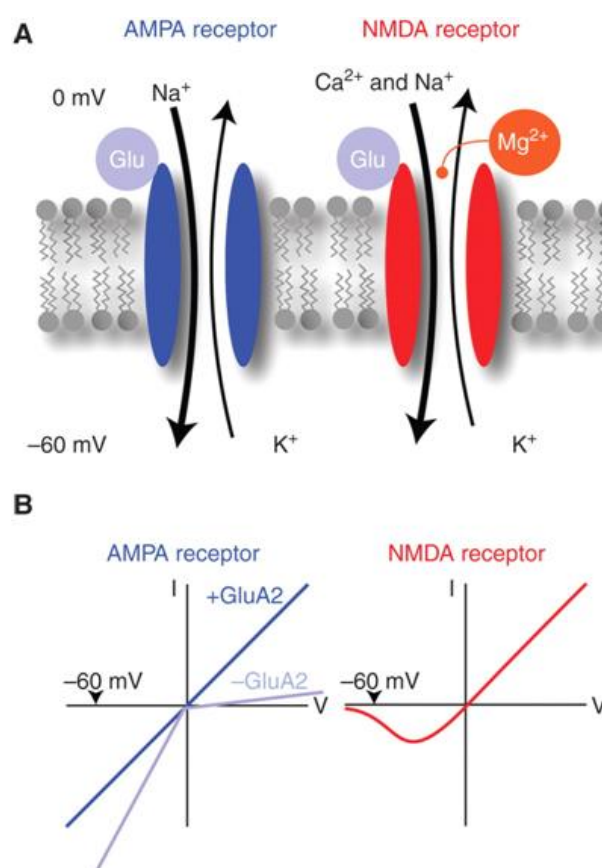 A
AMPA receptor
NMDA receptor
0 mV
Na⁺
Ca²⁺ and Na⁺
Glu
Glu
Mg²⁺
–60 mV
K⁺
K⁺
B
AMPA receptor
NMDA receptor
I
+GluA2
I
–60 mV
–GluA2
V
–60 mV
V